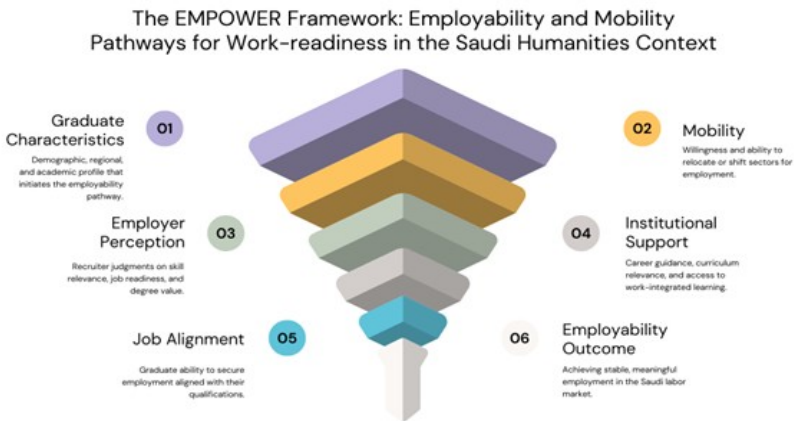 The EMPOWER Framework: Employability and Mobility
Pathways for Work-readiness in the Saudi Humanities Context
Graduate
Characteristics
01
Demographic, regional,
and academic profile that
initiates the employability
pathway.
02
Mobility
Willingness and ability to
relocate or shift sectors for
employment.
Employer
Perception
03
Recruiter judgments on skill
relevance, job readiness, and
degree value.
04
Institutional
Support
Career guidance, curriculum
relevance, and access to
work-integrated learning.
Job Alignment
05
Graduate ability to secure
employment aligned with their
qualifications.
06
Employability
Outcome
Achieving stable, meaningful
employment in the Saudi labor
market.